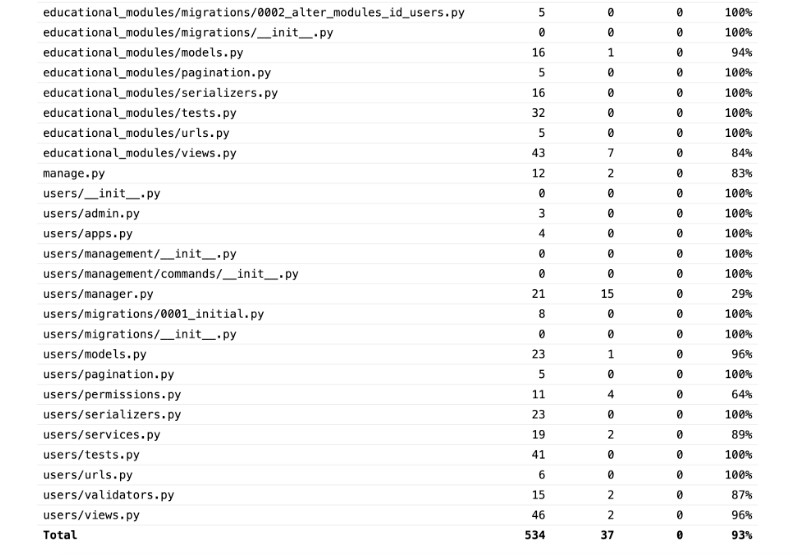 educational_modules/migrations/0002_alter_modules_id_users.py 5 0 0 100%
educational_modules/migrations/__init__.py 0 0 0 100%
educational_modules/models.py 16 1 0 94%
educational_modules/pagination.py 5 0 0 100%
educational_modules/serializers.py 16 0 0 100%
educational_modules/tests.py 32 0 0 100%
educational_modules/urls.py 5 0 0 100%
educational_modules/views.py 43 7 0 84%
manage.py 12 2 0 83%
users/__init__.py 0 0 0 100%
users/admin.py 3 0 0 100%
users/apps.py 4 0 0 100%
users/management/__init__.py 0 0 0 100%
users/management/commands/__init__.py 0 0 0 100%
users/manager.py 21 15 0 29%
users/migrations/0001_initial.py 8 0 0 100%
users/migrations/__init__.py 0 0 0 100%
users/models.py 23 1 0 96%
users/pagination.py 5 0 0 100%
users/permissions.py 11 4 0 64%
users/serializers.py 23 0 0 100%
users/services.py 19 2 0 89%
users/tests.py 41 0 0 100%
users/urls.py 6 0 0 100%
users/validators.py 15 2 0 87%
users/views.py 46 2 0 96%
Total 534 37 0 93%